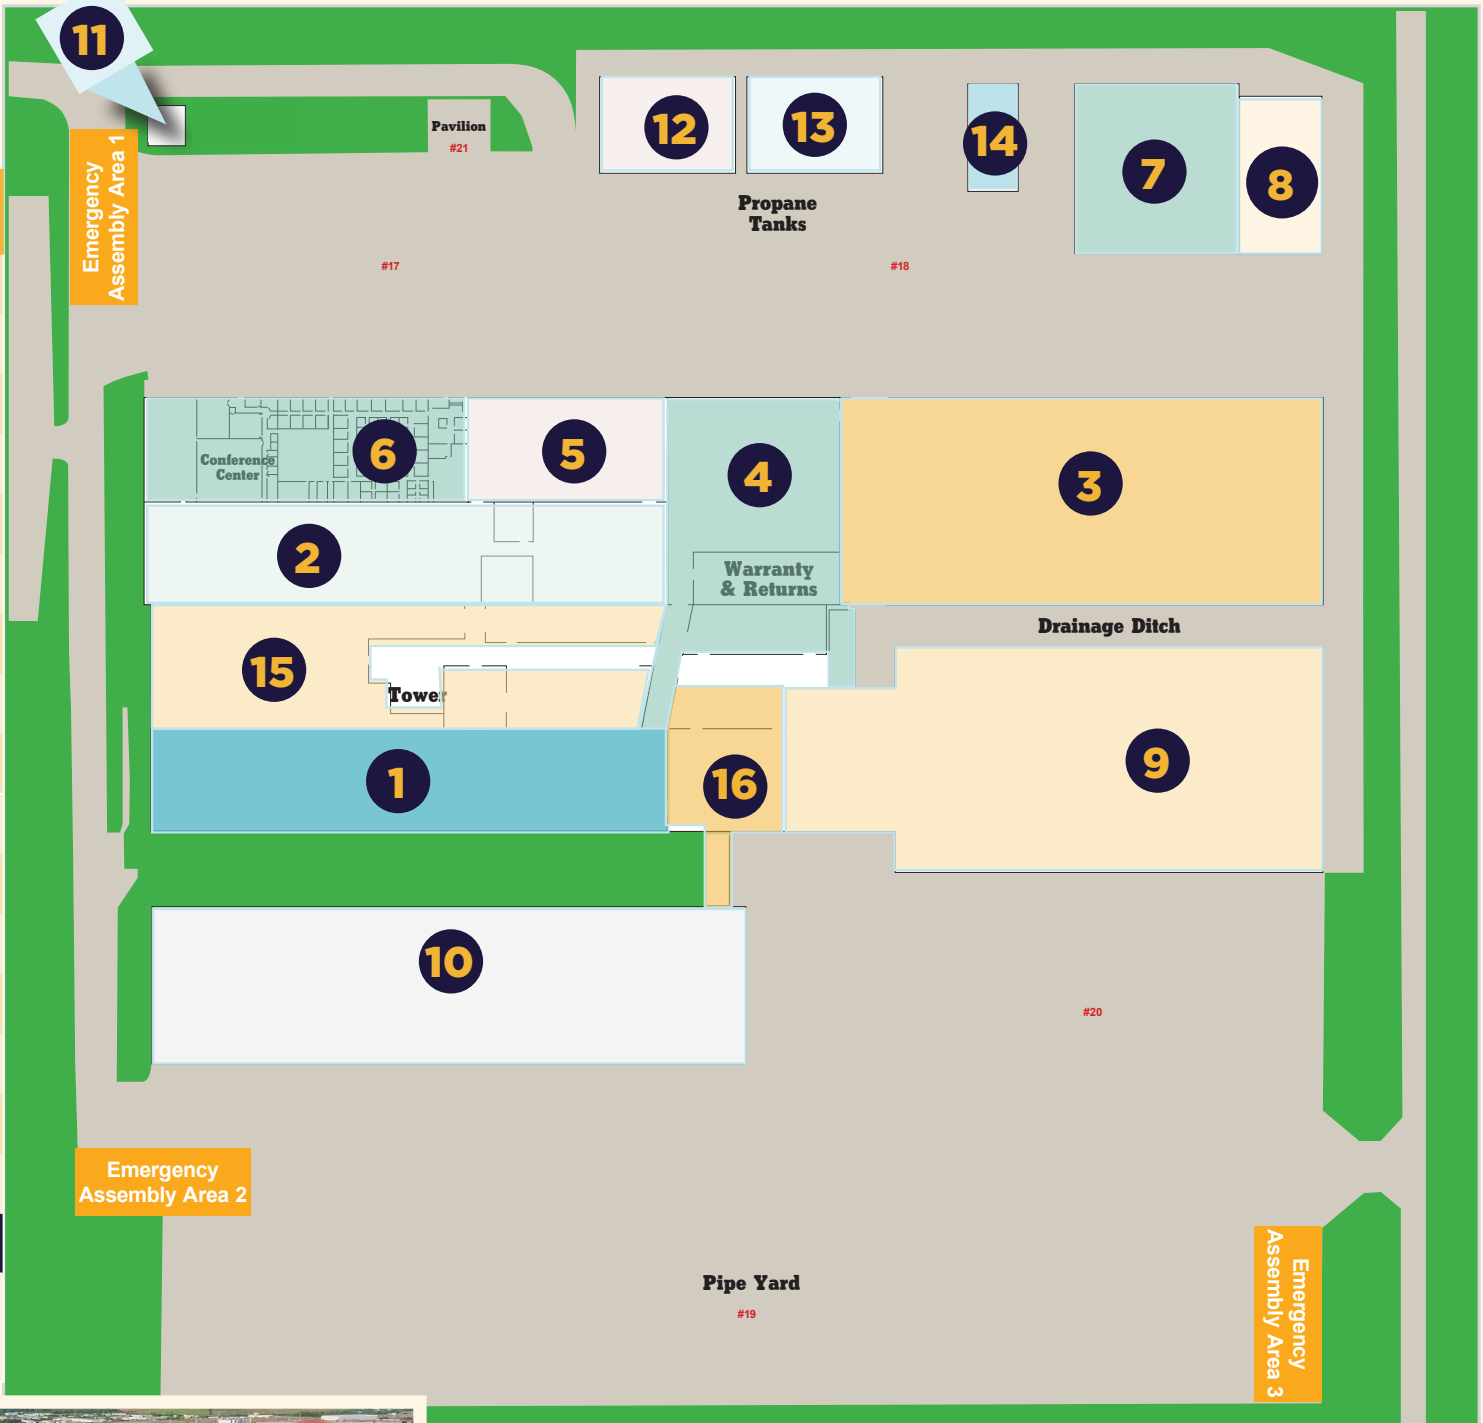 11
Pavilion
#21
Emergency
Assembly Area 1
12
13
14
7
8
Propane
Tanks
#17
#18
6
5
4
3
Conference
Center
2
Warranty
& Returns
Drainage Ditch
15
Tower
1
16
9
10
#20
Emergency
Assembly Area 2
Pipe Yard
#19
Emergency
Assembly Area 3